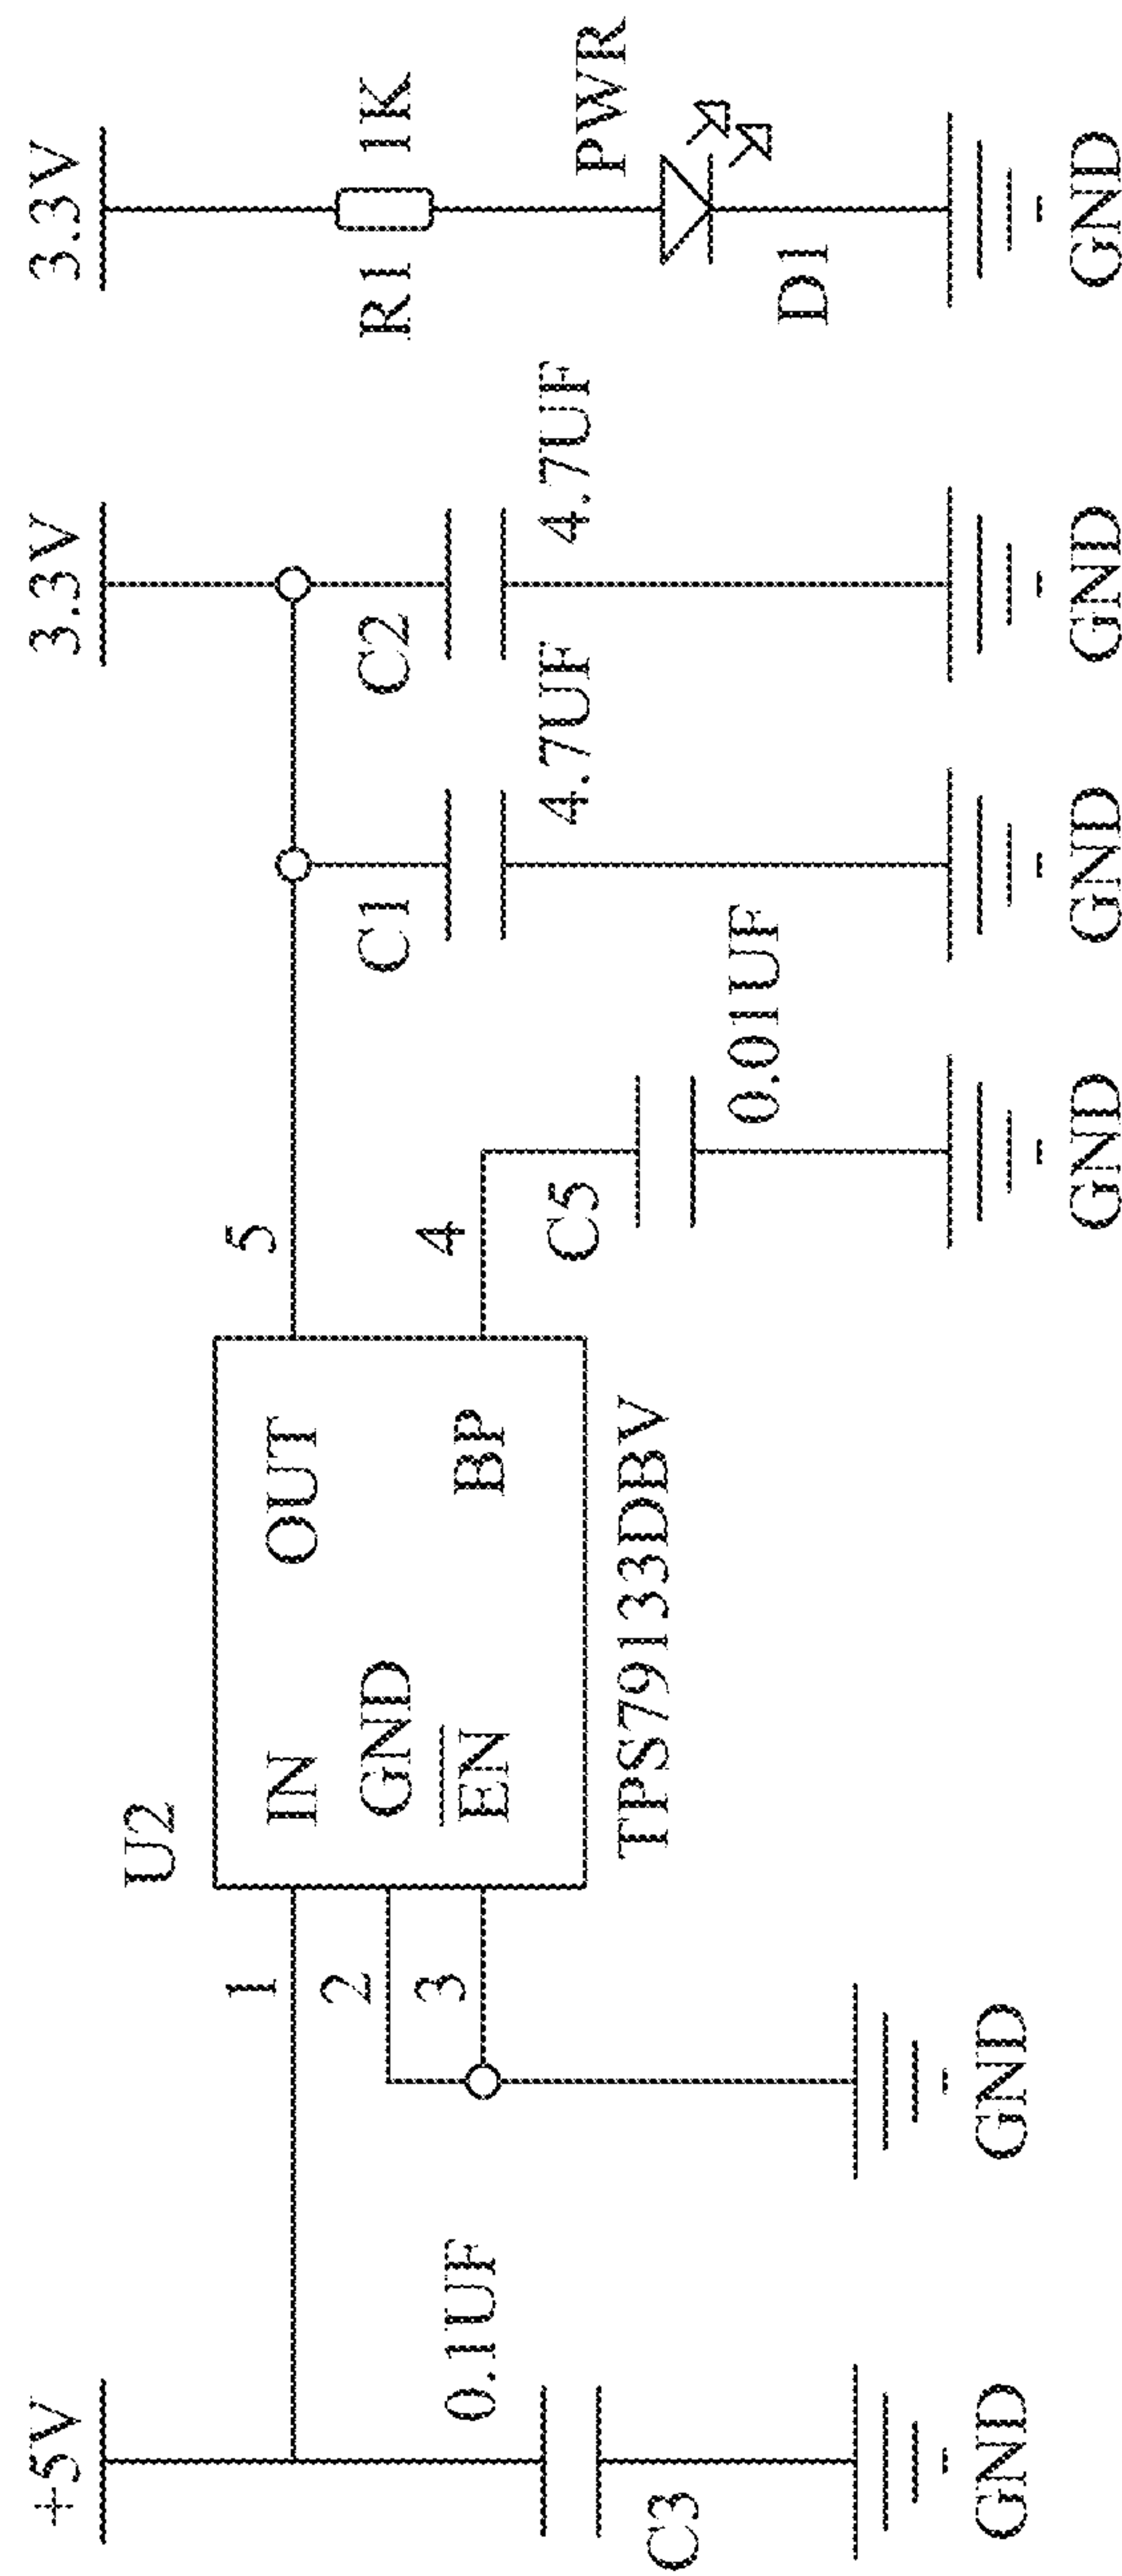 +5V
0.1UF
C3
GND
U2
1
2
3
IN
GND
EN
OUT
BP
TPS79133DBV
GND
5
4
C5
0.01UF
GND
C1
4.7UF
GND
3.3V
C2
4.7UF
GND
3.3V
R1
1K
PWR
D1
GND